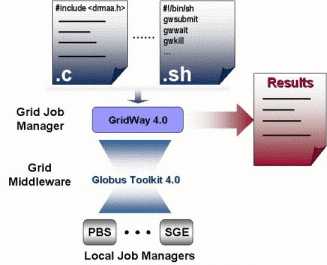 #include <drmaa.h>
.c
......
#!/bin/sh
gwsubmit
gwwait
gwkill
...
.sh
Results
Grid Job
Manager
GridWay 4.0
Grid
Middleware
Globus Toolkit 4.0
PBS • • • SGE
Local Job Managers